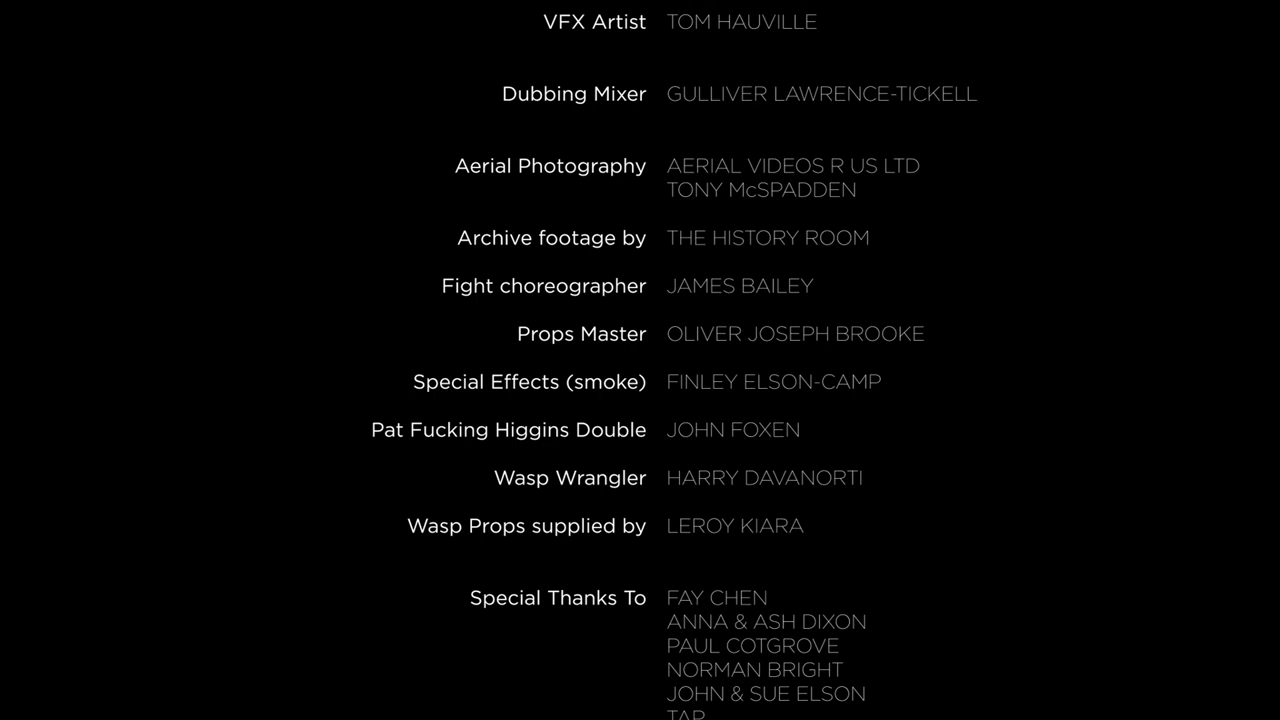 VFX Artist TOM HAUVILLE
Dubbing Mixer GULLIVER LAWRENCE-TICKELL
Aerial Photography AERIAL VIDEOS R US LTD
TONY McSPADDEN
Archive footage by THE HISTORY ROOM
Fight choreographer JAMES BAILEY
Props Master OLIVER JOSEPH BROOKE
Special Effects (smoke) FINLEY ELSON-CAMP
Pat Fucking Higgins Double JOHN FOXEN
Wasp Wrangler HARRY DAVANORTI
Wasp Props supplied by LEROY KIARA
Special Thanks To FAY CHEN
ANNA & ASH DIXON
PAUL COTGROVE
NORMAN BRIGHT
JOHN & SUE ELSON